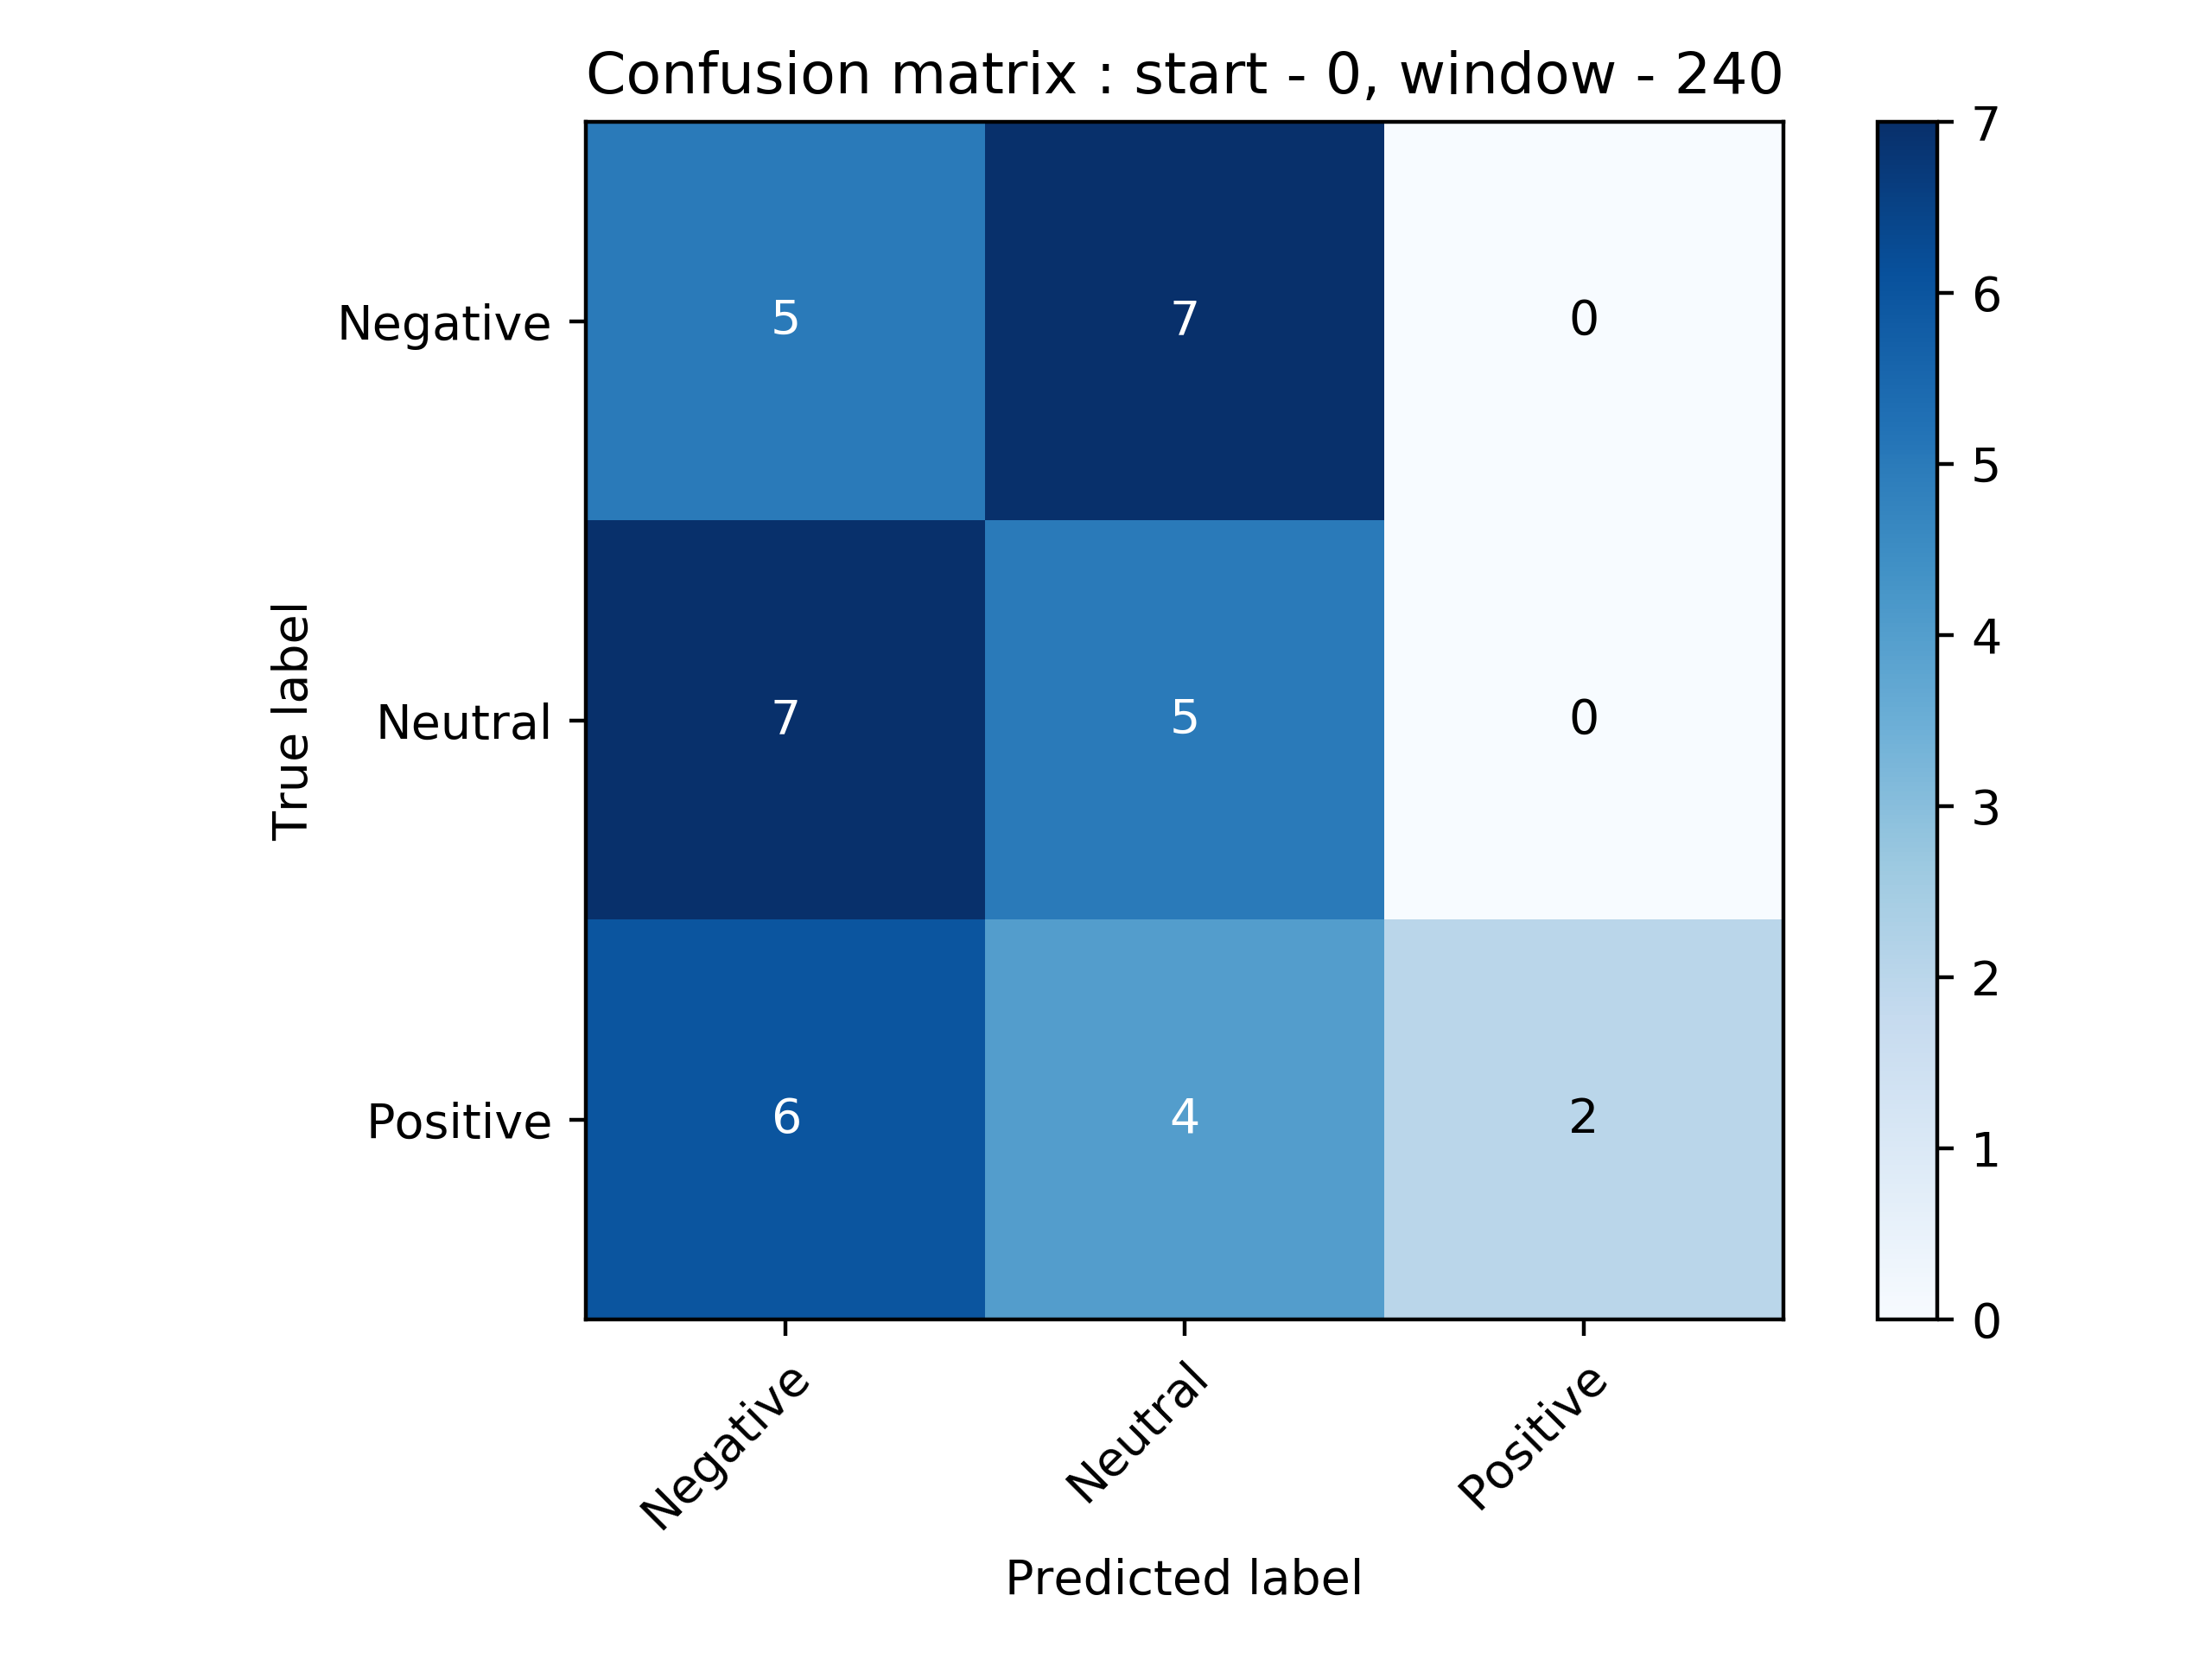 Confusion matrix : start - 0, window - 240
True label
Negative
5 7 0
Neutral
7 5 0
Positive
6 4 2
Negative
Neutral
Positive
Predicted label
7
6
5
4
3
2
1
0